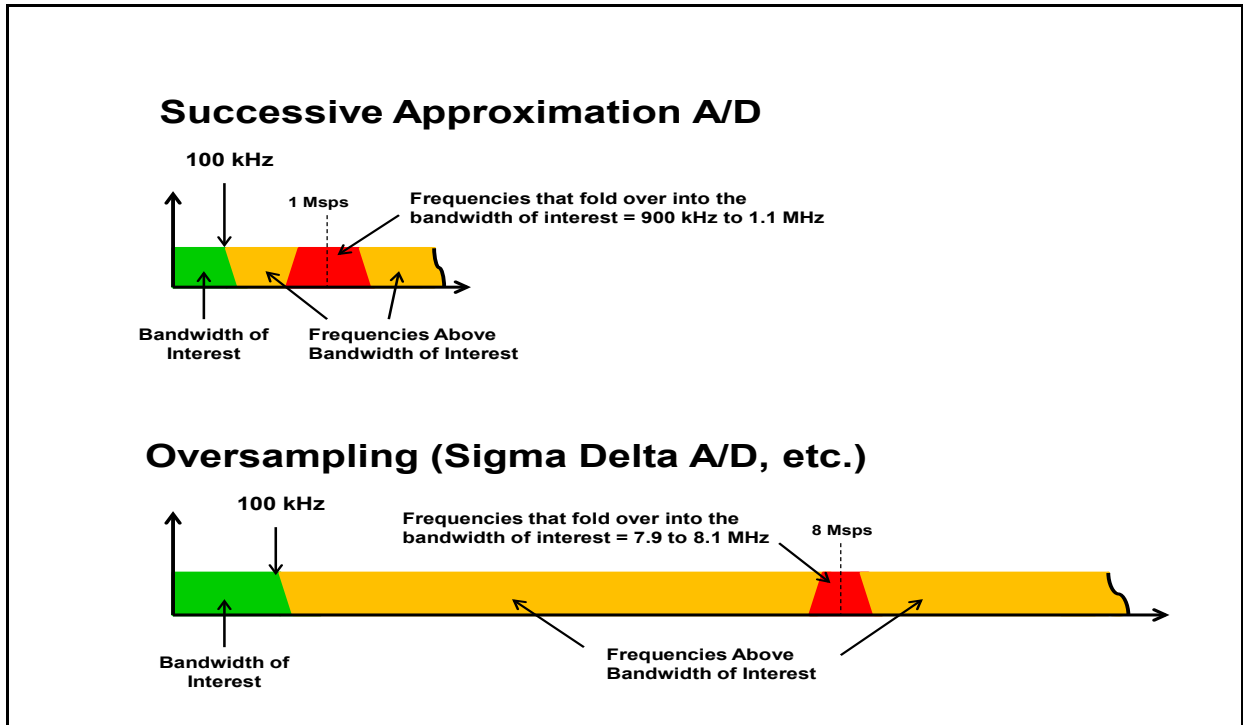 Successive Approximation A/D
100 kHz
1 Msps
Frequencies that fold over into the
bandwidth of interest = 900 kHz to 1.1 MHz
Bandwidth of
Interest
Frequencies Above
Bandwidth of Interest
Oversampling (Sigma Delta A/D, etc.)
100 kHz
Frequencies that fold over into the
bandwidth of interest = 7.9 to 8.1 MHz
8 Msps
Bandwidth of
Interest
Frequencies Above
Bandwidth of Interest